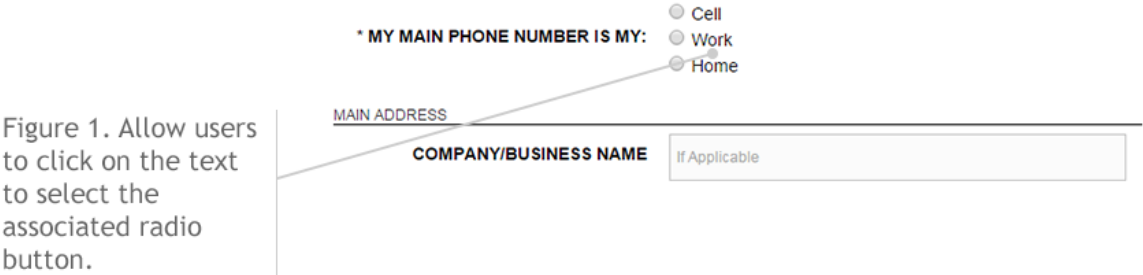 Cell
* MY MAIN PHONE NUMBER IS MY:
Work
Home
MAIN ADDRESS
COMPANY/BUSINESS NAME
If Applicable
Figure 1. Allow users
to click on the text
to select the
associated radio
button.